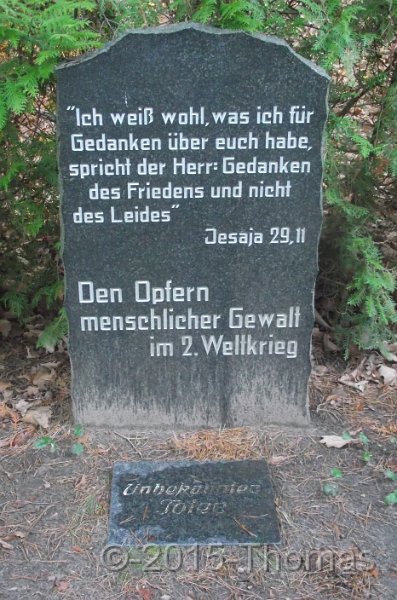 "Ich weiß wohl, was ich für
Gedanken über euch habe,
spricht der Herr: Gedanken
des Friedens und nicht
des Leides"
Jesaja 29,11
Den Opfern
menschlicher Gewalt
im 2. Weltkrieg
Unbekannter
Toter
©-2015-Thomas